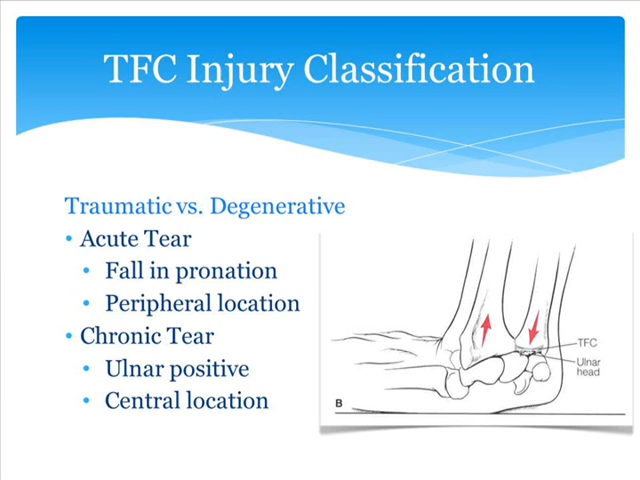 TFC Injury Classification
Traumatic vs. Degenerative
• Acute Tear
• Fall in pronation
• Peripheral location
• Chronic Tear
• Ulnar positive
• Central location
TFC
Ulnar
head
B